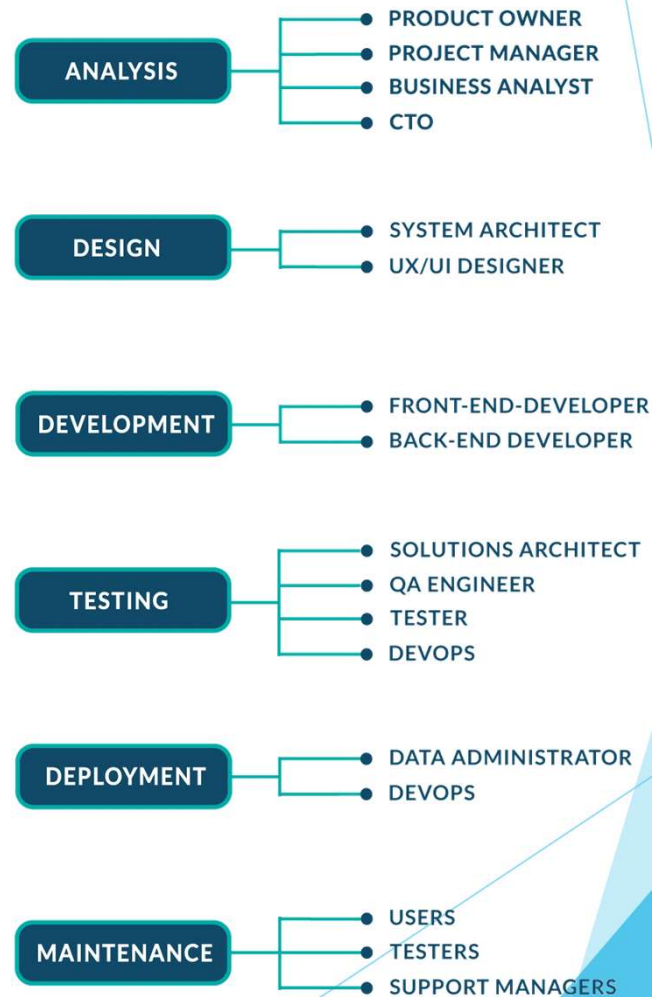 ANALYSIS
PRODUCT OWNER
PROJECT MANAGER
BUSINESS ANALYST
CTO
DESIGN
SYSTEM ARCHITECT
UX/UI DESIGNER
DEVELOPMENT
FRONT-END-DEVELOPER
BACK-END DEVELOPER
TESTING
SOLUTIONS ARCHITECT
QA ENGINEER
TESTER
DEVOPS
DEPLOYMENT
DATA ADMINISTRATOR
DEVOPS
MAINTENANCE
USERS
TESTERS
SUPPORT MANAGERS